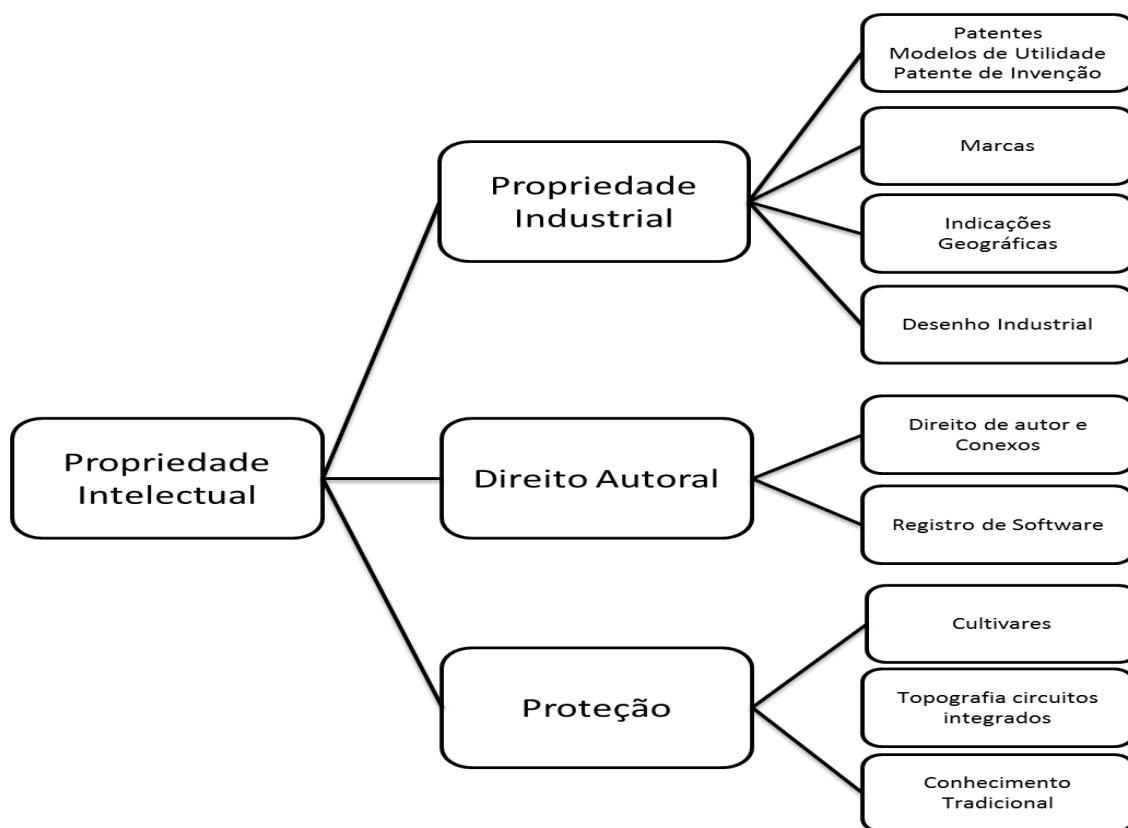 Propriedade
Intelectual
Propriedade
Industrial
Patentes
Modelos de Utilidade
Patente de Invenção
Marcas
Indicações
Geográficas
Desenho Industrial
Direito Autoral
Direito de autor e
Conexos
Registro de Software
Proteção
Cultivares
Topografia circuitos
integrados
Conhecimento
Tradicional